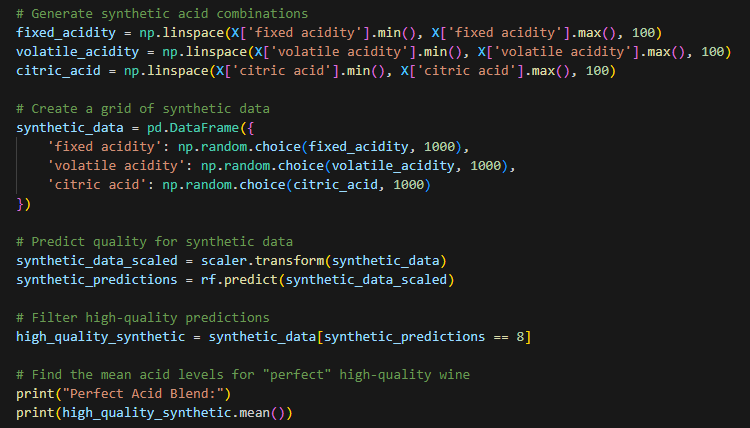 # Generate synthetic acid combinations
fixed_acidity = np.linspace(X['fixed acidity'].min(), X['fixed acidity'].max(), 100)
volatile_acidity = np.linspace(X['volatile acidity'].min(), X['volatile acidity'].max(), 100)
citric_acid = np.linspace(X['citric acid'].min(), X['citric acid'].max(), 100)

# Create a grid of synthetic data
synthetic_data = pd.DataFrame({
    'fixed acidity': np.random.choice(fixed_acidity, 1000),
    'volatile acidity': np.random.choice(volatile_acidity, 1000),
    'citric acid': np.random.choice(citric_acid, 1000)
})

# Predict quality for synthetic data
synthetic_data_scaled = scaler.transform(synthetic_data)
synthetic_predictions = rf.predict(synthetic_data_scaled)

# Filter high-quality predictions
high_quality_synthetic = synthetic_data[synthetic_predictions == 8]

# Find the mean acid levels for "perfect" high-quality wine
print("Perfect Acid Blend:")
print(high_quality_synthetic.mean())